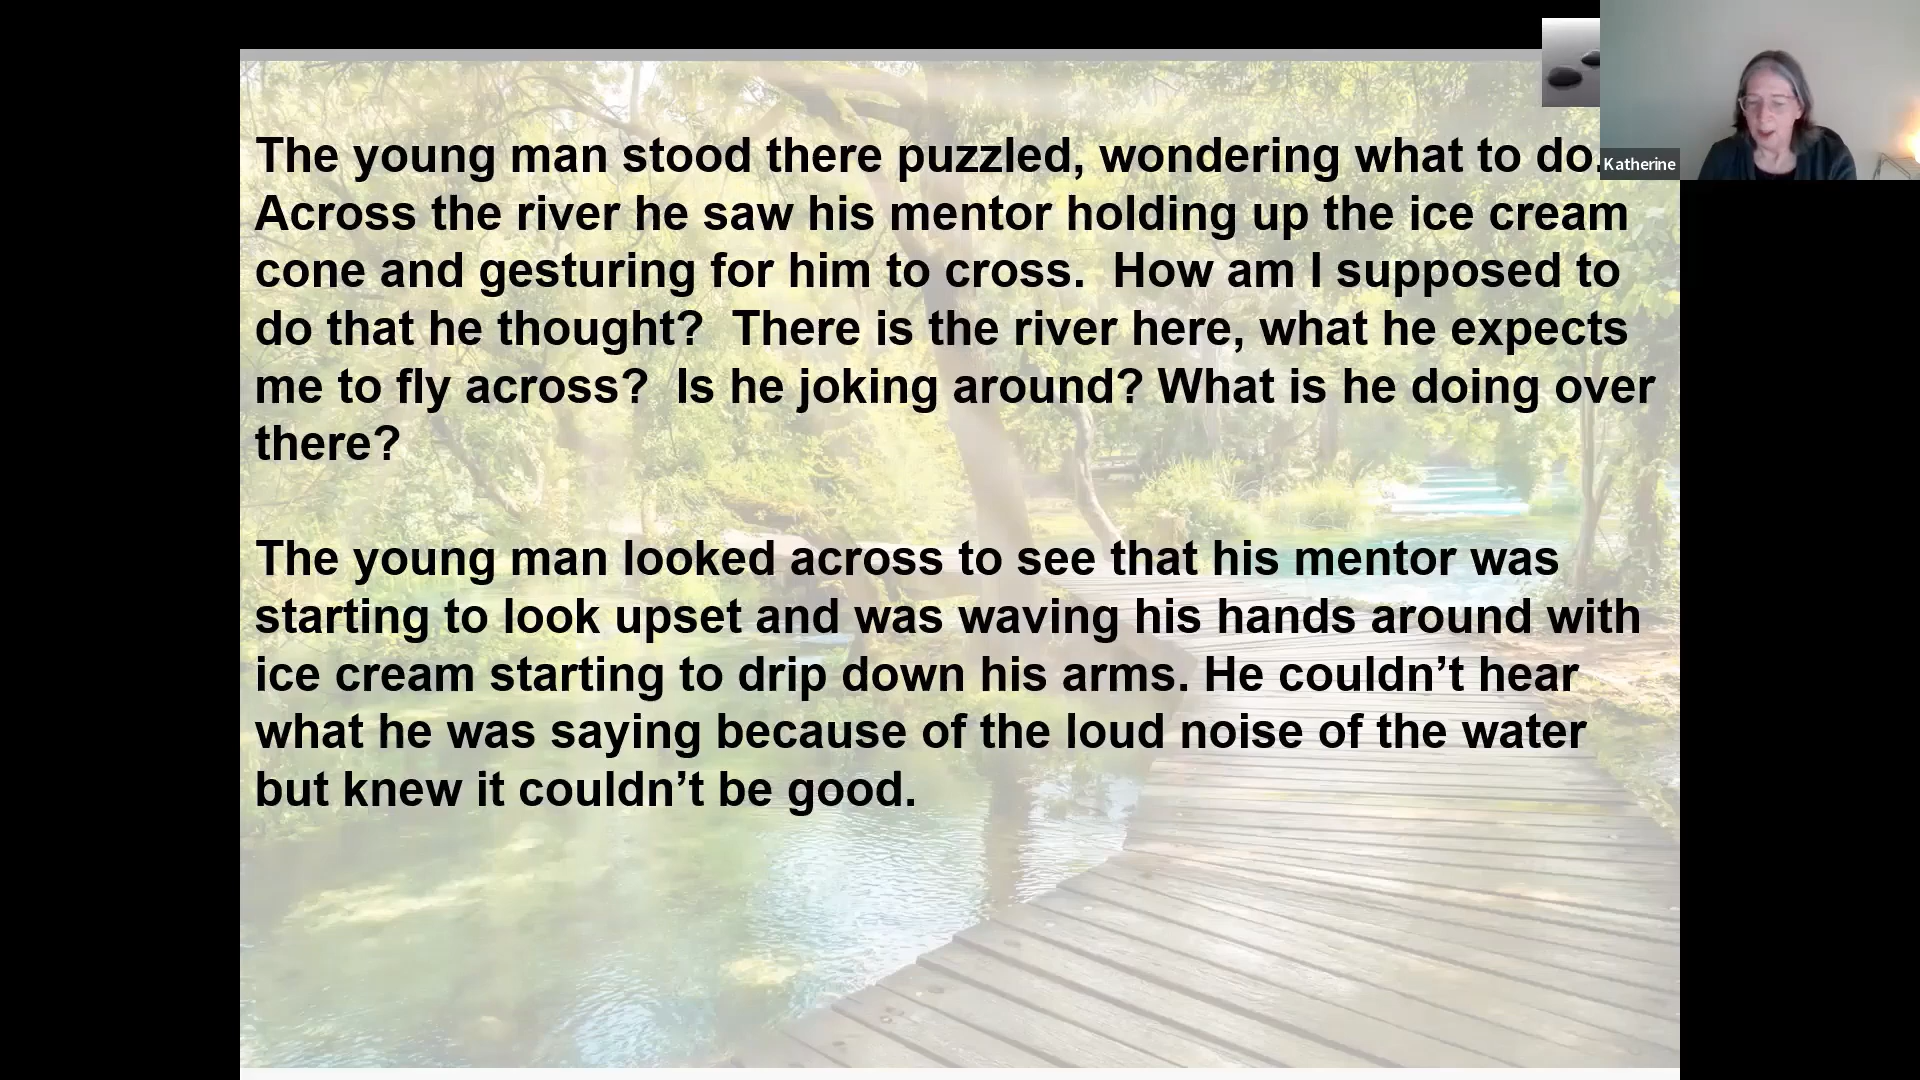 The young man stood there puzzled, wondering what to do.
Across the river he saw his mentor holding up the ice cream
cone and gesturing for him to cross.  How am I supposed to
do that he thought?  There is the river here, what he expects
me to fly across?  Is he joking around? What is he doing over
there?
The young man looked across to see that his mentor was
starting to look upset and was waving his hands around with
ice cream starting to drip down his arms. He couldn’t hear
what he was saying because of the loud noise of the water
but knew it couldn’t be good.
Katherine